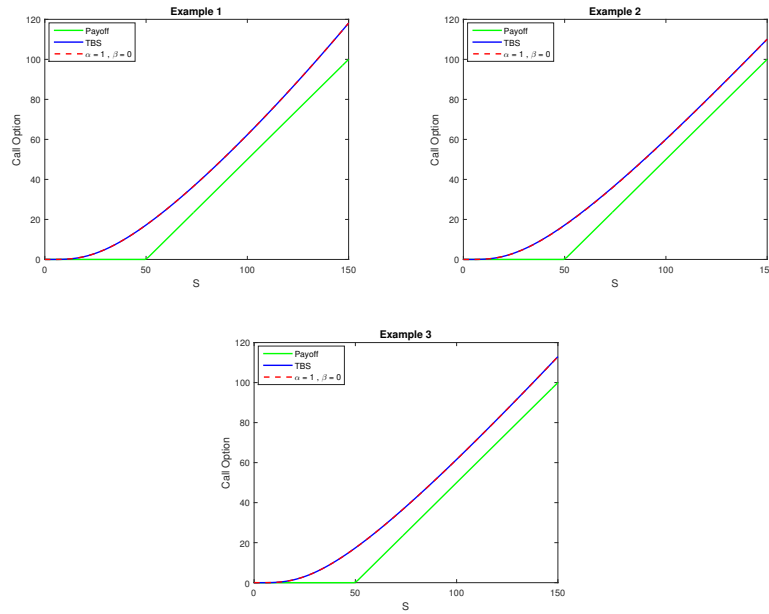 Example 1
120
100
80
60
40
20
0
Call Option
Payoff
TBS
α = 1 , β = 0
0 50 100 150
S
Example 2
120
100
80
60
40
20
0
Call Option
Payoff
TBS
α = 1 , β = 0
0 50 100 150
S
Example 3
120
100
80
60
40
20
0
Call Option
Payoff
TBS
α = 1 , β = 0
0 50 100 150
S